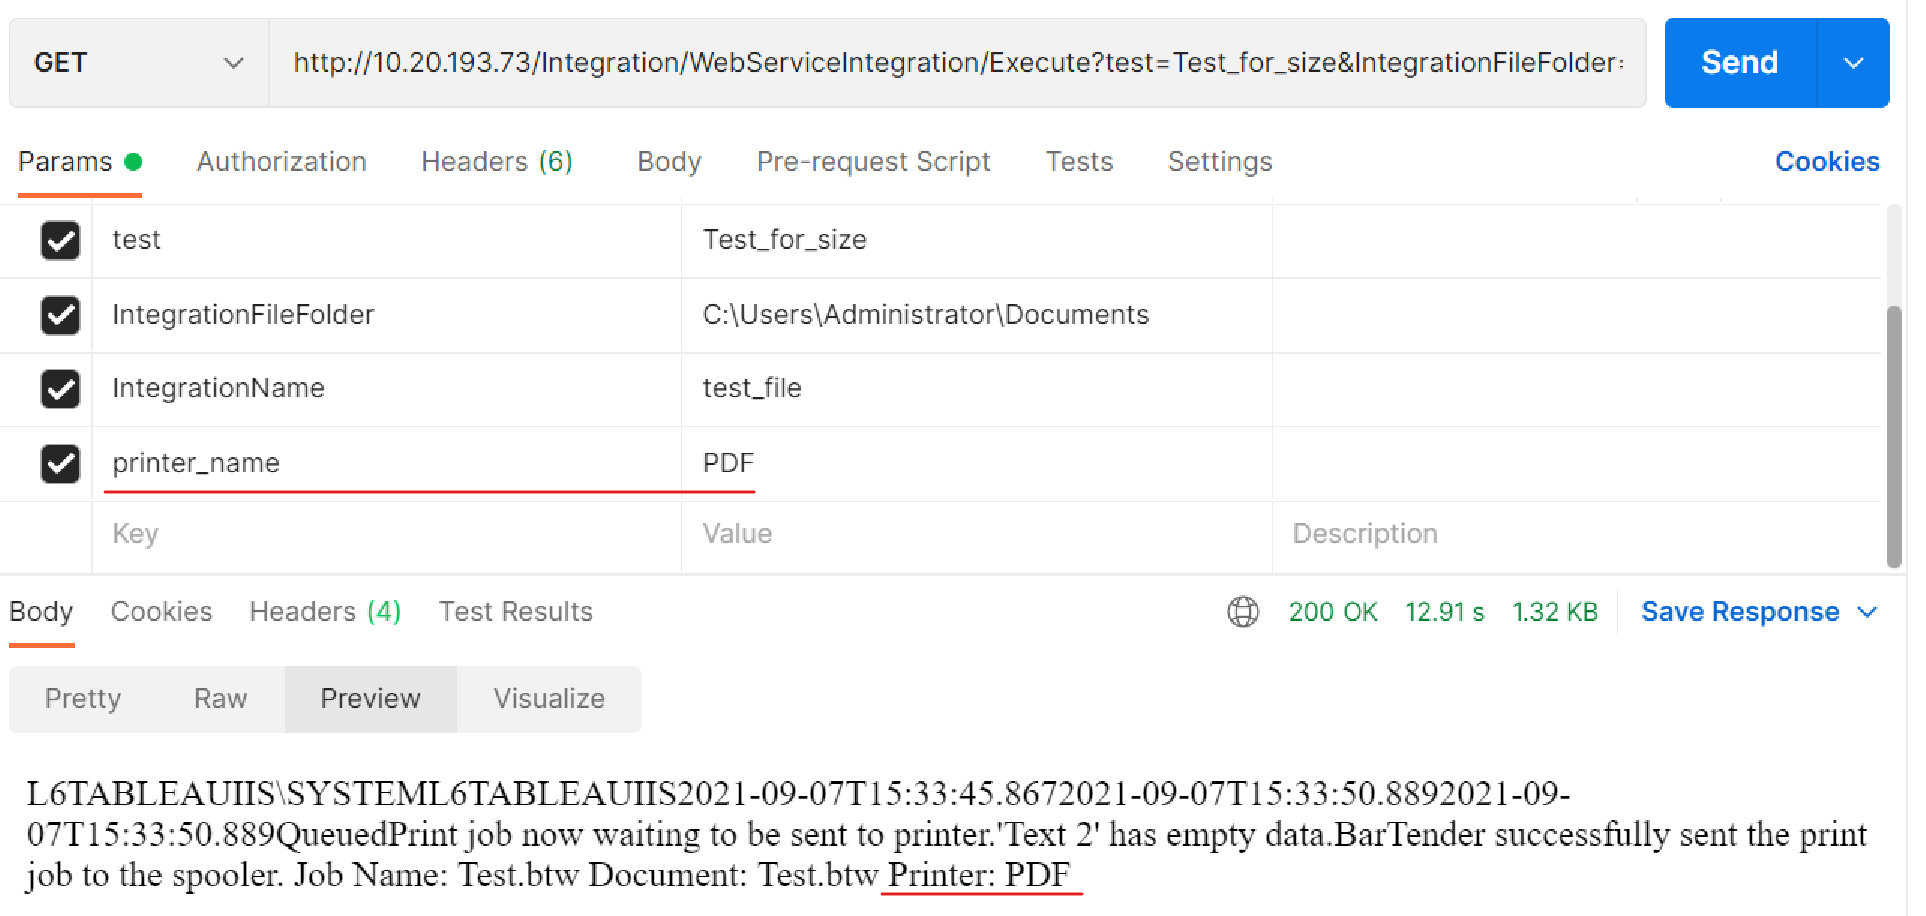 GET
http://10.20.193.73/Integration/WebServiceIntegration/Execute?test=Test_for_size&IntegrationFileFolder=
Send
Params
Authorization
Headers (6)
Body
Pre-request Script
Tests
Settings
Cookies
test Test_for_size
IntegrationFileFolder C:\Users\Administrator\Documents
IntegrationName test_file
printer_name PDF
Key Value Description
Body
Cookies
Headers (4)
Test Results
200 OK 12.91 s 1.32 KB
Save Response
Pretty
Raw
Preview
Visualize
L6TABLEAUIIS\SYSTEML6TABLEAUIIS2021-09-07T15:33:45.8672021-09-07T15:33:50.8892021-09-
07T15:33:50.889QueuedPrint job now waiting to be sent to printer.'Text 2' has empty data.BarTender successfully sent the print
job to the spooler. Job Name: Test.btw Document: Test.btw Printer: PDF